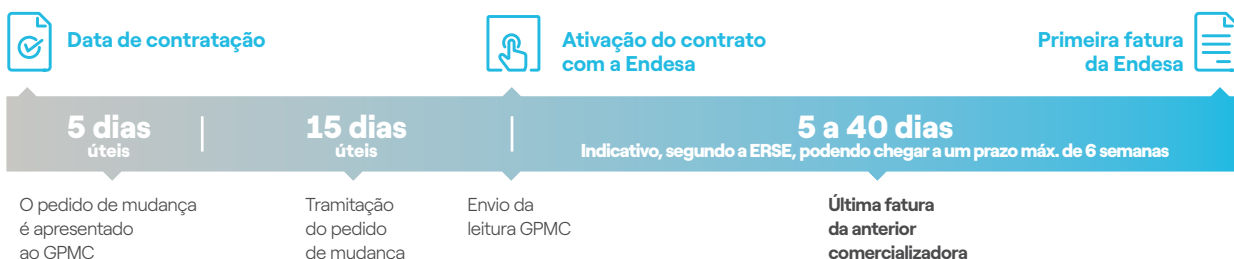 Data de contratação
Ativação do contrato
com a Endesa
Primeira fatura
da Endesa
5 dias
úteis
15 dias
úteis
5 a 40 dias
Indicativo, segundo a ERSE, podendo chegar a um prazo máx. de 6 semanas
O pedido de mudança
é apresentado
ao GPMC
Tramitação
do pedido
de mudança
Envio da
leitura GPMC
Última fatura
da anterior
comercializadora